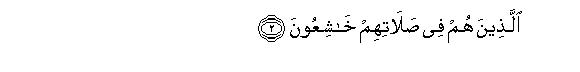 ٱلَّذِينَ هُمْ فِى صَلَاتِهِمْ خَـٰشِعُونَ ۝٢